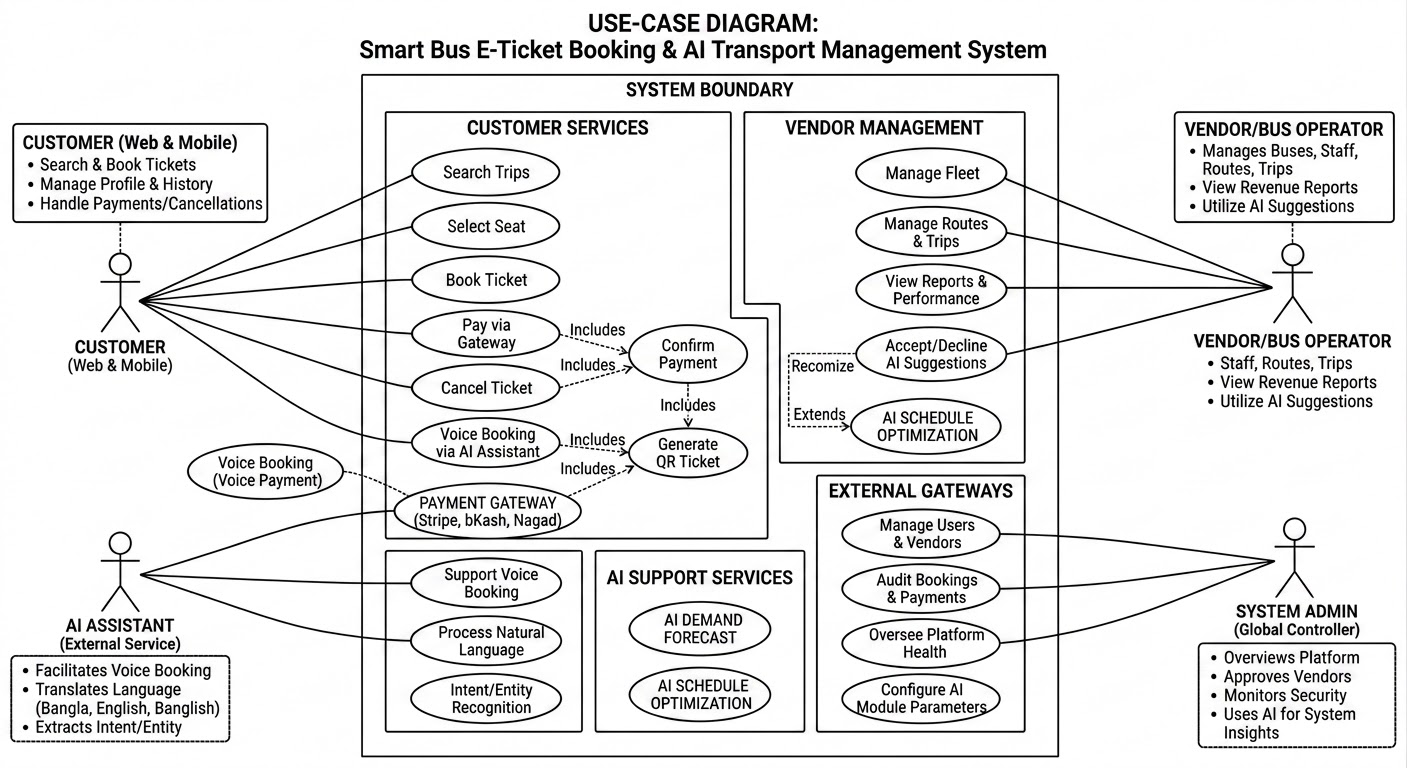 USE-CASE DIAGRAM:
Smart Bus E-Ticket Booking & AI Transport Management System
SYSTEM BOUNDARY
CUSTOMER (Web & Mobile)
• Search & Book Tickets
• Manage Profile & History
• Handle Payments/Cancellations
CUSTOMER
(Web & Mobile)
CUSTOMER SERVICES
Search Trips
Select Seat
Book Ticket
Pay via
Gateway
Includes
Confirm
Payment
Includes
Cancel Ticket
Includes
Voice Booking
via AI Assistant
Includes
Generate
QR Ticket
Includes
Voice Booking
(Voice Payment)
PAYMENT GATEWAY
(Stripe, bKash, Nagad)
VENDOR MANAGEMENT
Manage Fleet
Manage Routes
& Trips
View Reports &
Performance
Accept/Decline
AI Suggestions
Recomize
Extends
AI SCHEDULE
OPTIMIZATION
VENDOR/BUS OPERATOR
• Manages Buses, Staff,
Routes, Trips
• View Revenue Reports
• Utilize AI Suggestions
VENDOR/BUS OPERATOR
• Staff, Routes, Trips
• View Revenue Reports
• Utilize AI Suggestions
AI ASSISTANT
(External Service)
• Facilitates Voice Booking
• Translates Language
(Bangla, English, Banglish)
• Extracts Intent/Entity
Support Voice
Booking
Process Natural
Language
Intent/Entity
Recognition
AI SUPPORT SERVICES
AI DEMAND
FORECAST
AI SCHEDULE
OPTIMIZATION
EXTERNAL GATEWAYS
Manage Users
& Vendors
Audit Bookings
& Payments
Oversee Platform
Health
Configure AI
Module Parameters
SYSTEM ADMIN
(Global Controller)
• Overviews Platform
• Approves Vendors
• Monitors Security
• Uses AI for System
Insights